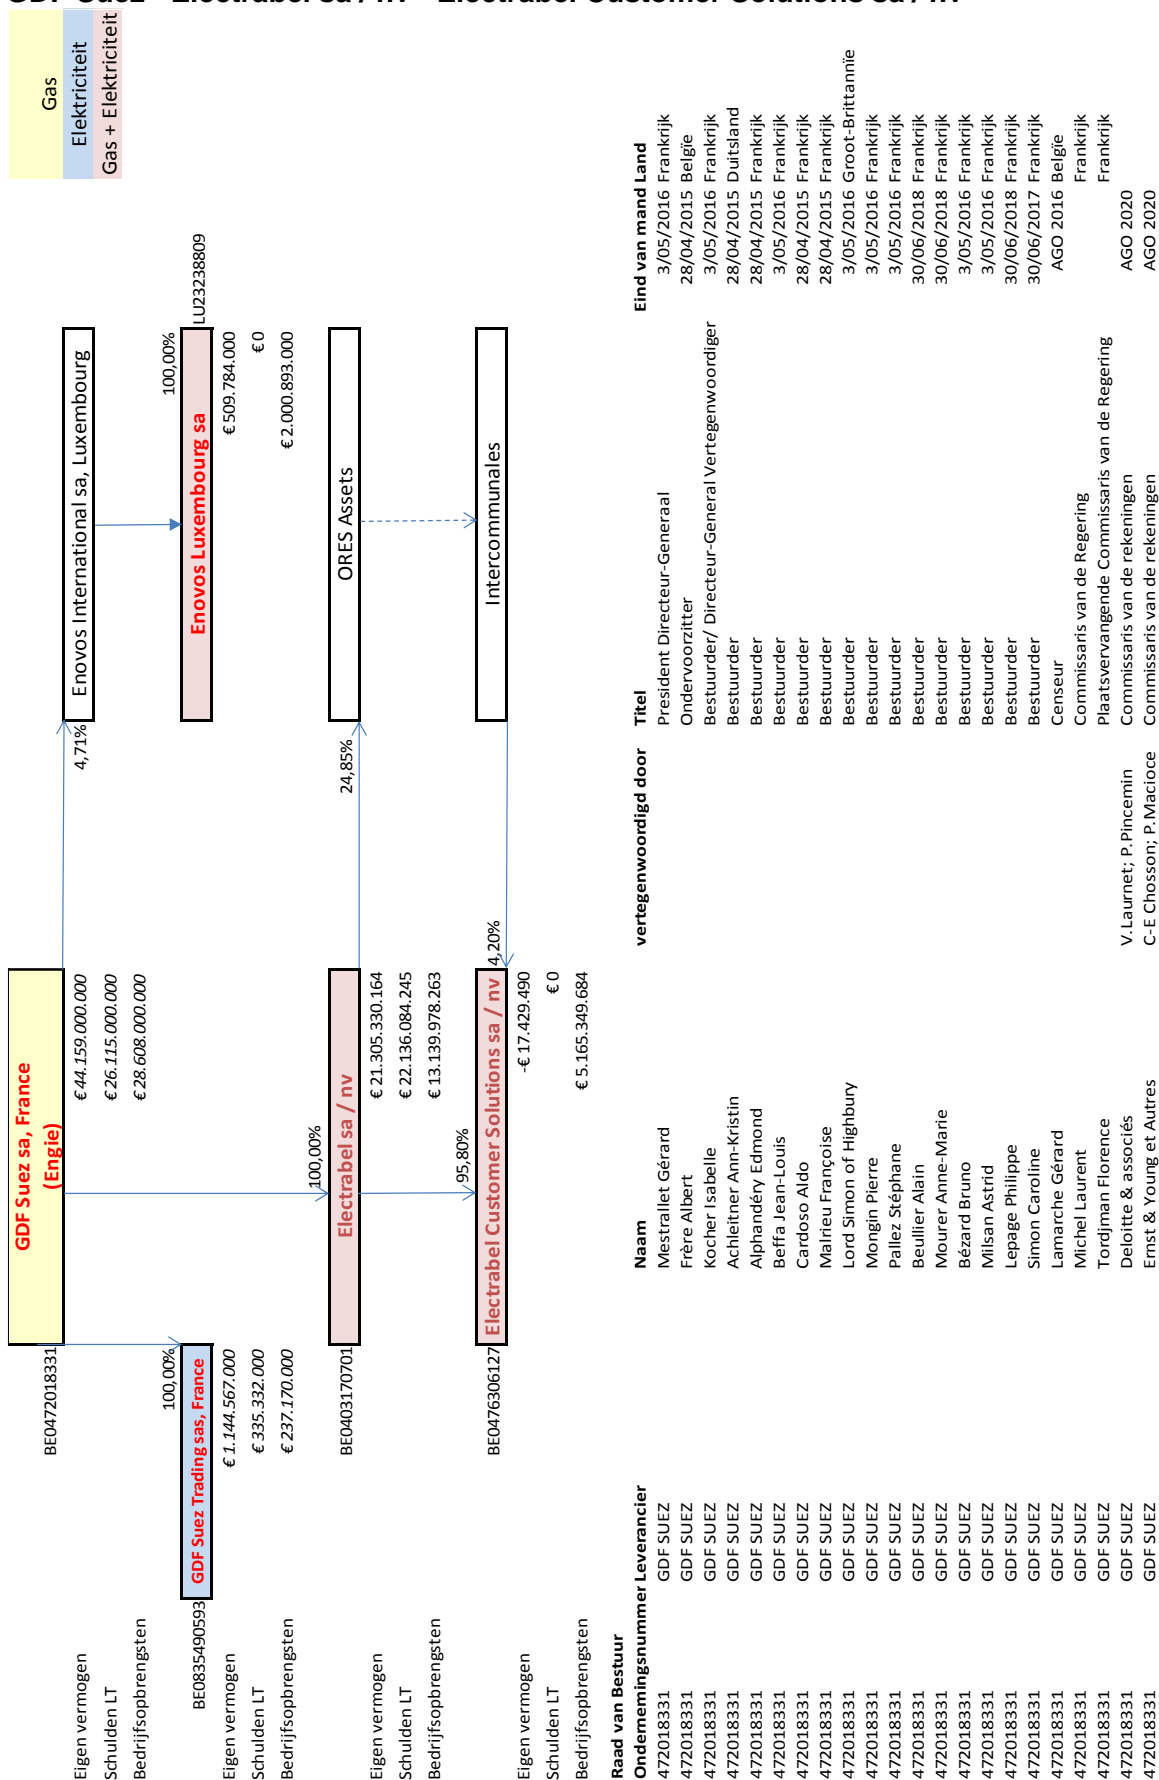 GDF Suez - Electrabel sa / nv - Electrabel Customer Solutions sa / nv
Gas
Elektriciteit
Gas + Elektriciteit
BE0472018331
GDF Suez sa, France
(Engie)
4,71%
Enovos International sa, Luxembourg
Eigen vermogen € 44.159.000.000
Schulden LT € 26.115.000.000
Bedrijfsopbrengsten € 28.608.000.000
100,00%
100,00%
BE0835490593 GDF Suez Trading sas, France
Enovos Luxembourg sa LU23238809
Eigen vermogen € 1.144.567.000 € 509.784.000
Schulden LT € 335.332.000 € 0
Bedrijfsopbrengsten € 237.170.000 € 2.000.893.000
100,00%
24,85%
BE0403170701 Electrabel sa / nv ORES Assets
Eigen vermogen € 21.305.330.164
Schulden LT € 22.136.084.245
Bedrijfsopbrengsten € 13.139.978.263
95,80%
4,20%
BE0476306127 Electrabel Customer Solutions sa / nv Intercommunales
Eigen vermogen -€ 17.429.490
Schulden LT € 0
Bedrijfsopbrengsten € 5.165.349.684
Raad van Bestuur
Ondernemingsnummer Leverancier Naam vertegenwoordigd door Titel Eind van mand Land
472018331 GDF SUEZ Mestrallet Gérard President Directeur-Generaal 3/05/2016 Frankrijk
472018331 GDF SUEZ Frère Albert Ondervoorzitter 28/04/2015 Belgïe
472018331 GDF SUEZ Kocher Isabelle Bestuurder/ Directeur-General Vertegenwoordiger 3/05/2016 Frankrijk
472018331 GDF SUEZ Achleitner Ann-Kristin Bestuurder 28/04/2015 Duitsland
472018331 GDF SUEZ Alphandéry Edmond Bestuurder 28/04/2015 Frankrijk
472018331 GDF SUEZ Beffa Jean-Louis Bestuurder 3/05/2016 Frankrijk
472018331 GDF SUEZ Cardoso Aldo Bestuurder 28/04/2015 Frankrijk
472018331 GDF SUEZ Malrieu Françoise Bestuurder 28/04/2015 Frankrijk
472018331 GDF SUEZ Lord Simon of Highbury Bestuurder 3/05/2016 Groot-Brittannïe
472018331 GDF SUEZ Mongin Pierre Bestuurder 3/05/2016 Frankrijk
472018331 GDF SUEZ Pallez Stéphane Bestuurder 3/05/2016 Frankrijk
472018331 GDF SUEZ Beullier Alain Bestuurder 30/06/2018 Frankrijk
472018331 GDF SUEZ Mourer Anne-Marie Bestuurder 30/06/2018 Frankrijk
472018331 GDF SUEZ Bézard Bruno Bestuurder 3/05/2016 Frankrijk
472018331 GDF SUEZ Milsan Astrid Bestuurder 3/05/2016 Frankrijk
472018331 GDF SUEZ Lepage Philippe Bestuurder 30/06/2018 Frankrijk
472018331 GDF SUEZ Simon Caroline Bestuurder 30/06/2017 Frankrijk
472018331 GDF SUEZ Lamarche Gérard Censeur AGO 2016 Belgïe
472018331 GDF SUEZ Michel Laurent Commissaris van de Regering Frankrijk
472018331 GDF SUEZ Tordjman Florence Plaatsvervangende Commissaris van de Regering Frankrijk
472018331 GDF SUEZ Deloitte & associés V.Laurnet; P.Pincemin Commissaris van de rekeningen AGO 2020
472018331 GDF SUEZ Ernst & Young et Autres C-E Chosson; P.Macioce Commissaris van de rekeningen AGO 2020